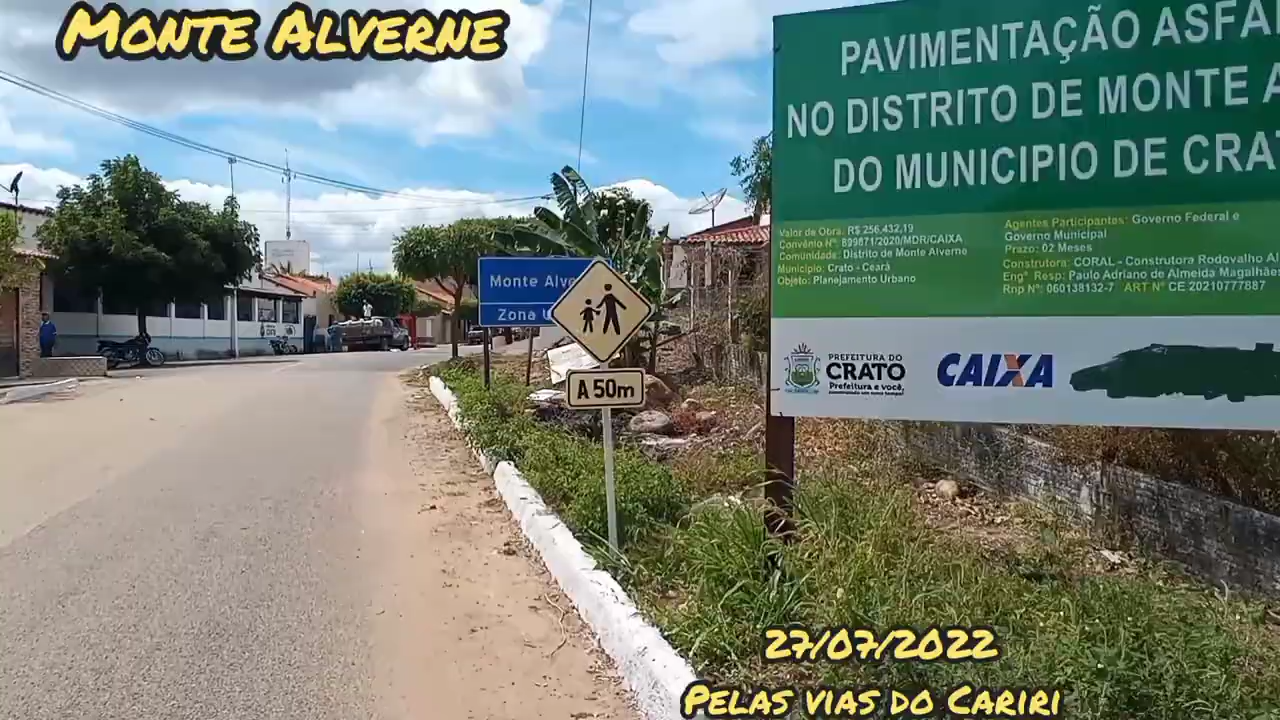 Monte Alverne
PAVIMENTAÇÃO
NO DISTRITO DE MONTE
DO MUNICIPIO DE
Valor de Obra: R$ 256.432,19
Convênio Nº: 899871/2020/MDR/CAIXA
Comunidade: Distrito de Monte Alverne
Município: Crato - Ceará
Objeto: Planejamento Urbano
Agentes Participantes: Governo Federal e
Governo Municipal
Prazo: 02 Meses
Construtora: CORAL - Construtora Rodovalho
Engº Resp: Paulo Adriano de Almeida Magalhães
Rnp Nº: 060138132-7 ART Nº CE 20210777887
PREFEITURA DO
CRATO
Prefeitura e você,
CAIXA
Monte
Zona
A 50m
27/07/2022
Pelas vias do Cariri